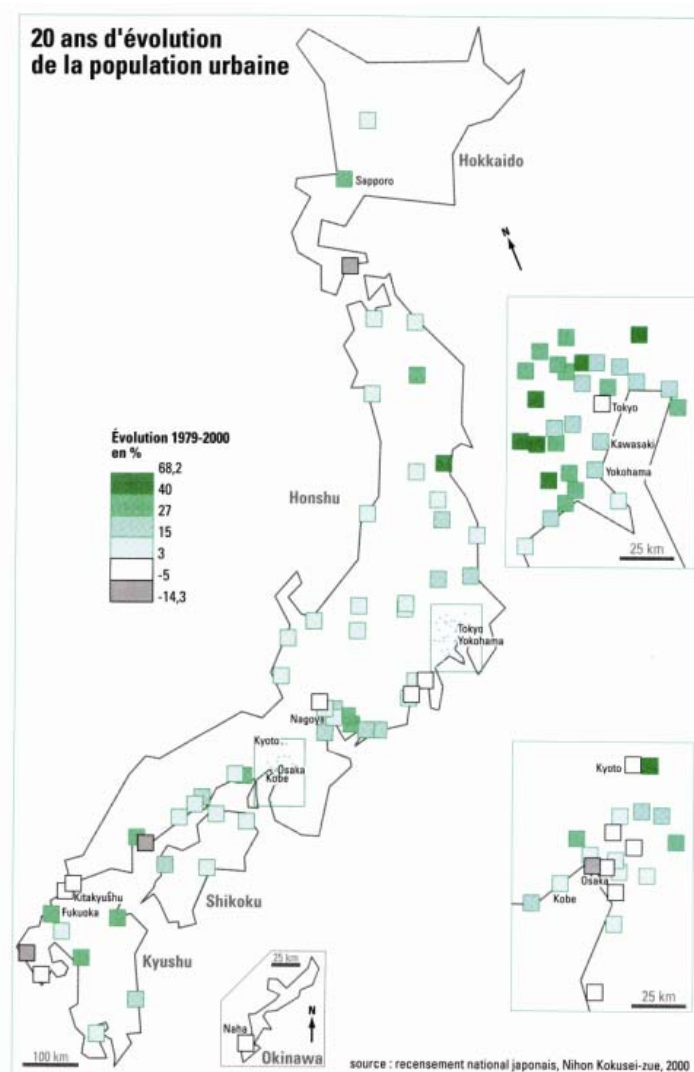 20 ans d'évolution
de la population urbaine
Hokkaido
Sapporo
N
Évolution 1979-2000
en %
68,2
40
27
15
3
-5
-14,3
Honshu
Tokyo
Kawasaki
Yokohama
25 km
Tokyo
Yokohama
Nagoya
Kyoto
Osaka
Kobe
Kyoto
Osaka
Kobe
25 km
Kitakyushu
Fukuoka
Shikoku
Kyushu
25 km
N
Naha
Okinawa
100 km
source : recensement national japonais, Nihon Kokusei-zue, 2000